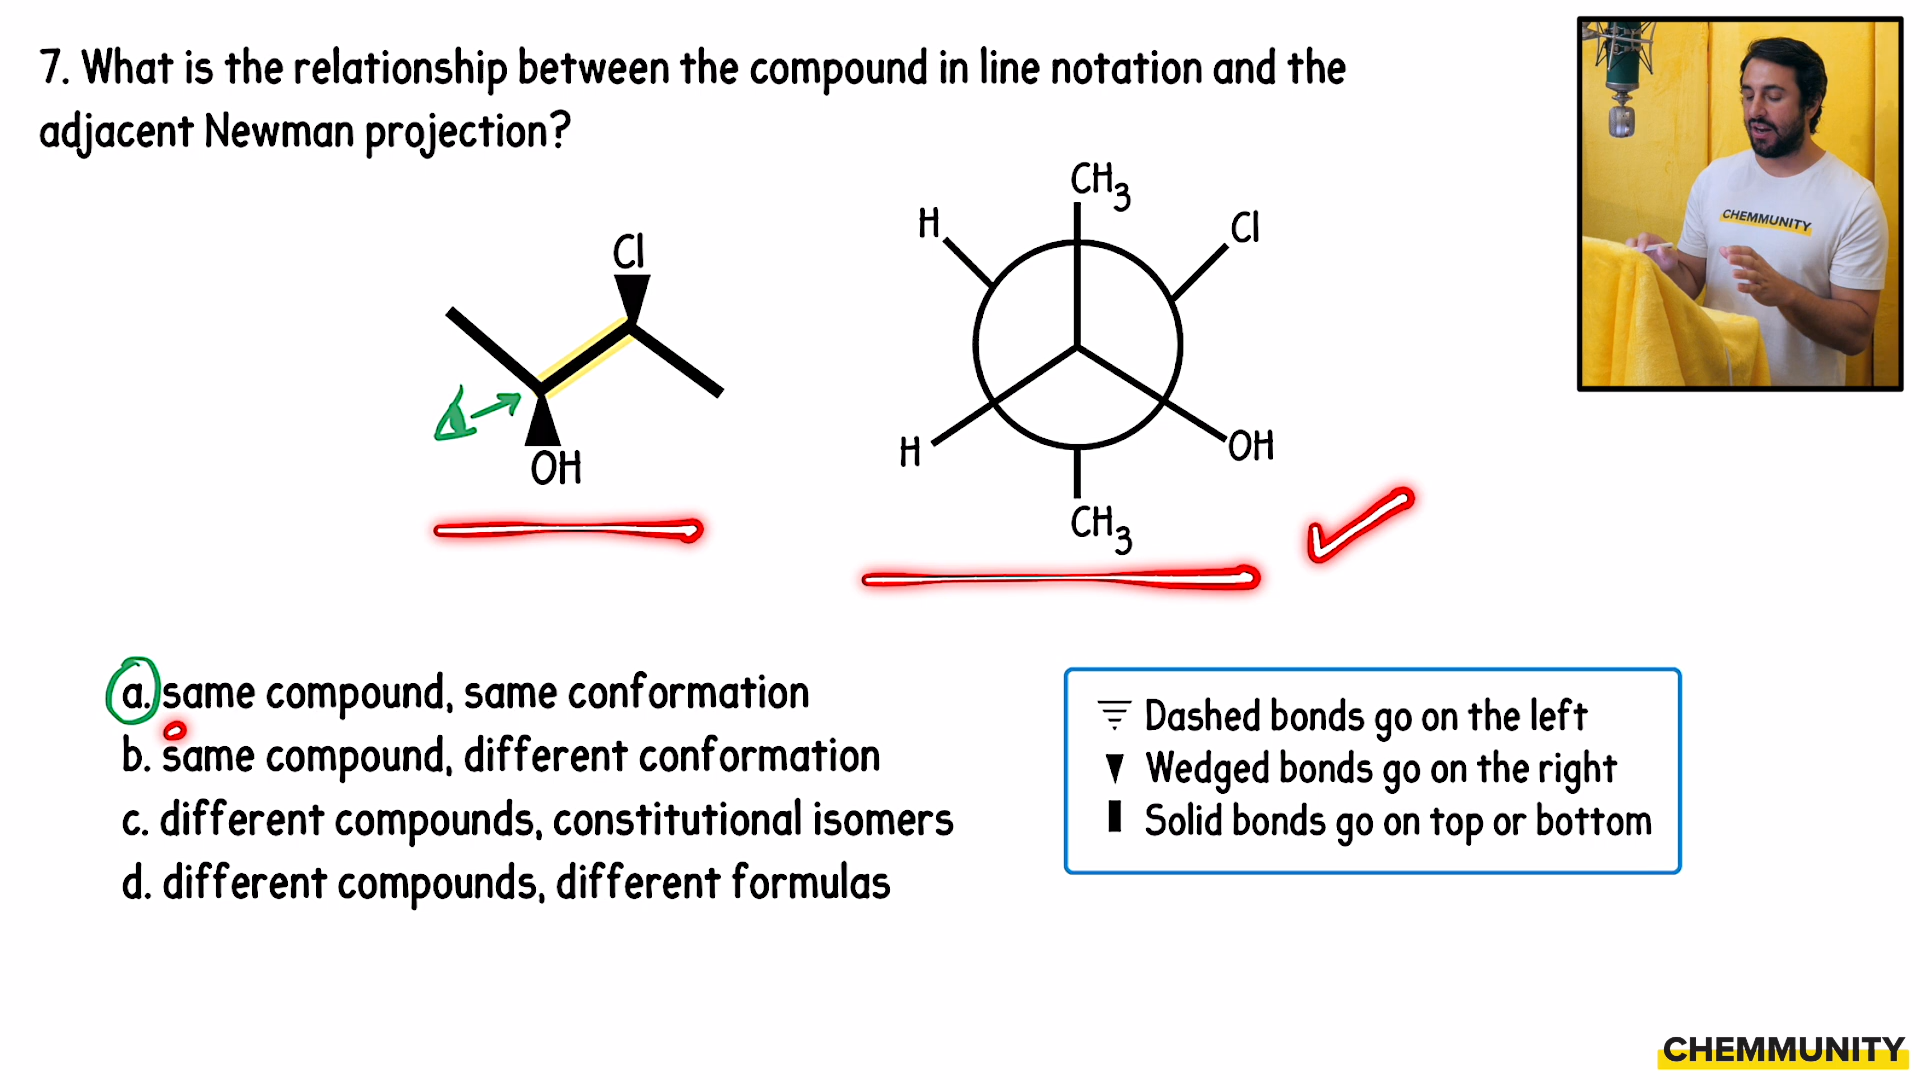 7. What is the relationship between the compound in line notation and the
adjacent Newman projection?
CHEMMUNITY
Cl
OH
CH3
H
Cl
H
OH
CH3
a. same compound, same conformation
b. same compound, different conformation
c. different compounds, constitutional isomers
d. different compounds, different formulas
Dashed bonds go on the left
Wedged bonds go on the right
Solid bonds go on top or bottom
CHEMMUNITY